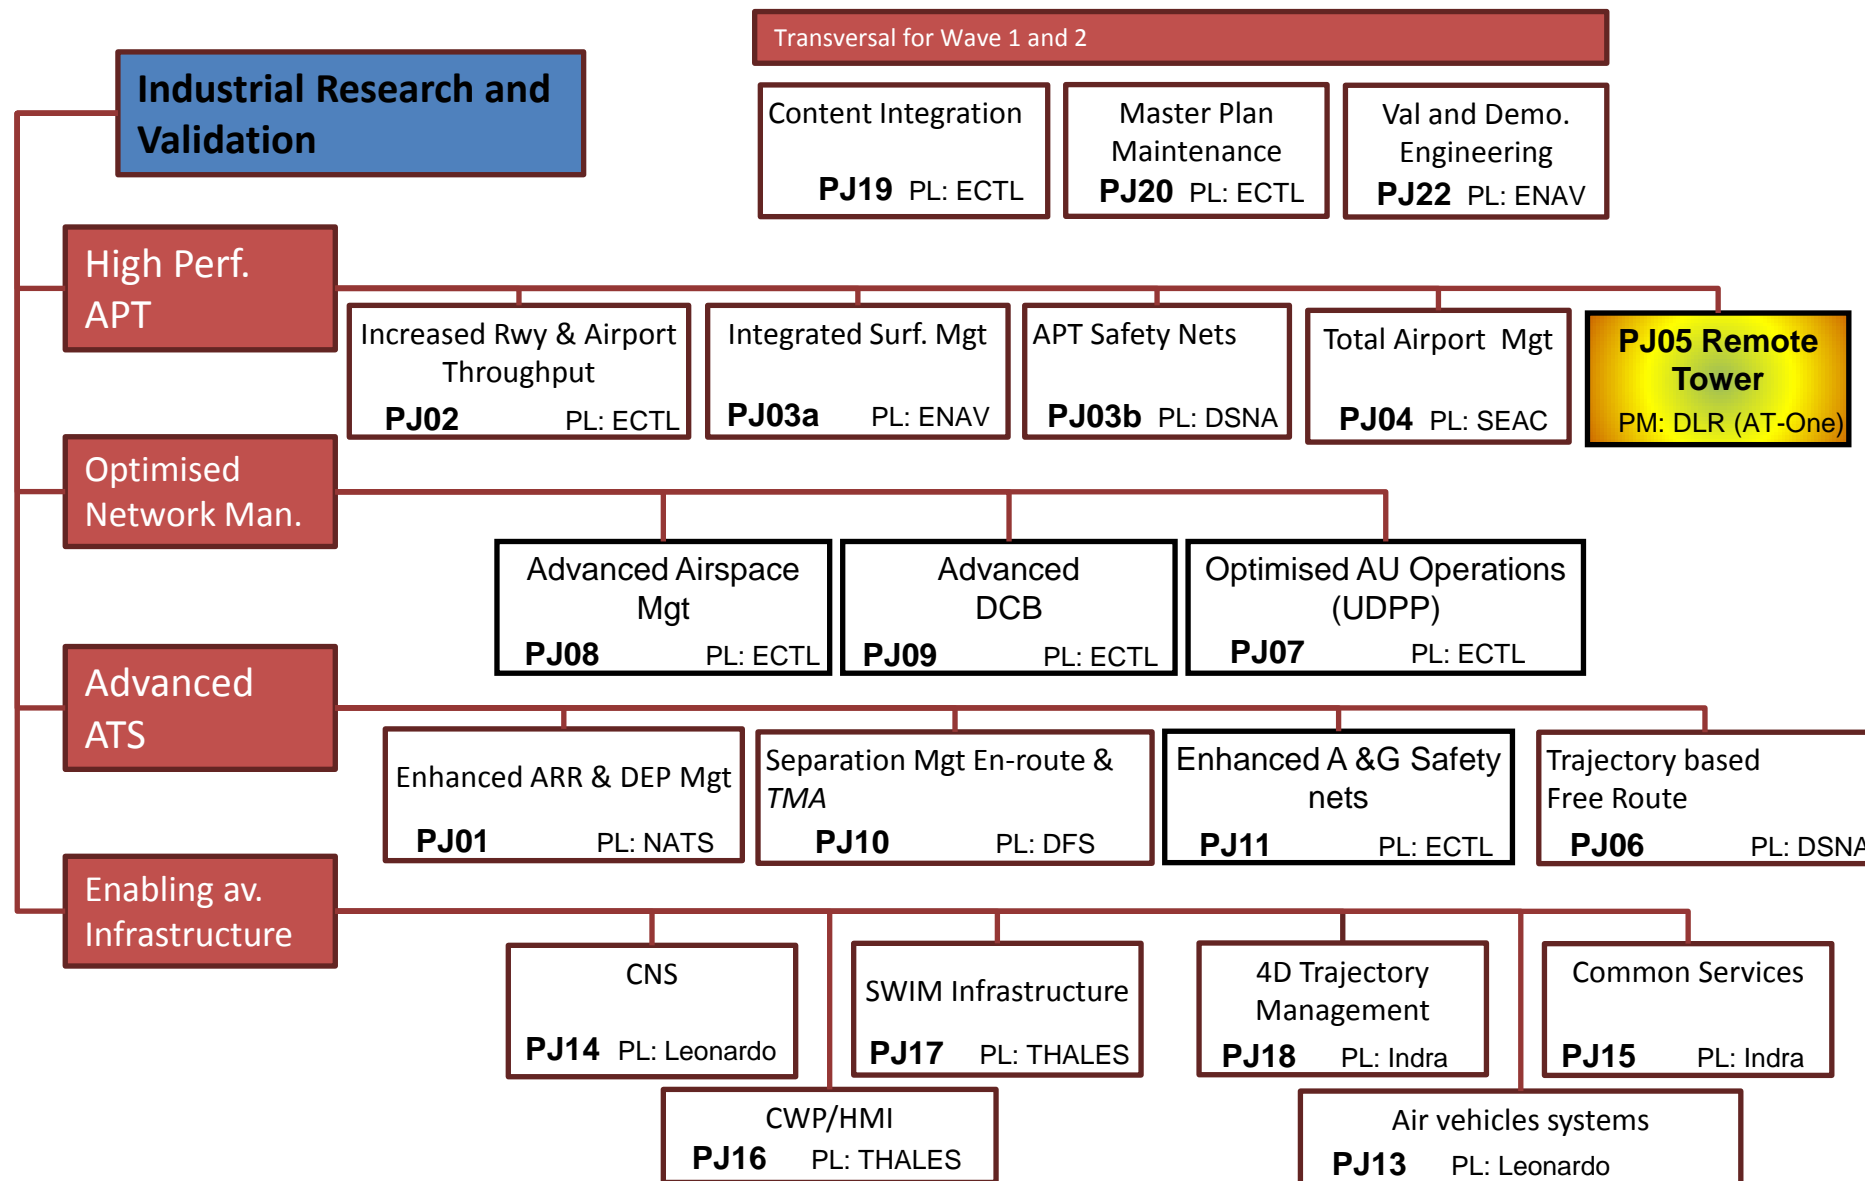 Transversal for Wave 1 and 2
Industrial Research and
Validation
Content Integration
PJ19 PL: ECTL
Master Plan
Maintenance
PJ20 PL: ECTL
Val and Demo.
Engineering
PJ22 PL: ENAV
High Perf.
APT
Increased Rwy & Airport
Throughput
PJ02 PL: ECTL
Integrated Surf. Mgt
PJ03a PL: ENAV
APT Safety Nets
PJ03b PL: DSNA
Total Airport Mgt
PJ04 PL: SEAC
PJ05 Remote
Tower
PM: DLR (AT-One)
Optimised
Network Man.
Advanced Airspace
Mgt
PJ08 PL: ECTL
Advanced
DCB
PJ09 PL: ECTL
Optimised AU Operations
(UDPP)
PJ07 PL: ECTL
Advanced
ATS
Enhanced ARR & DEP Mgt
PJ01 PL: NATS
Separation Mgt En-route &
TMA
PJ10 PL: DFS
Enhanced A &G Safety
nets
PJ11 PL: ECTL
Trajectory based
Free Route
PJ06 PL: DSNA
Enabling av.
Infrastructure
CNS
PJ14 PL: Leonardo
SWIM Infrastructure
PJ17 PL: THALES
4D Trajectory
Management
PJ18 PL: Indra
Common Services
PJ15 PL: Indra
CWP/HMI
PJ16 PL: THALES
Air vehicles systems
PJ13 PL: Leonardo